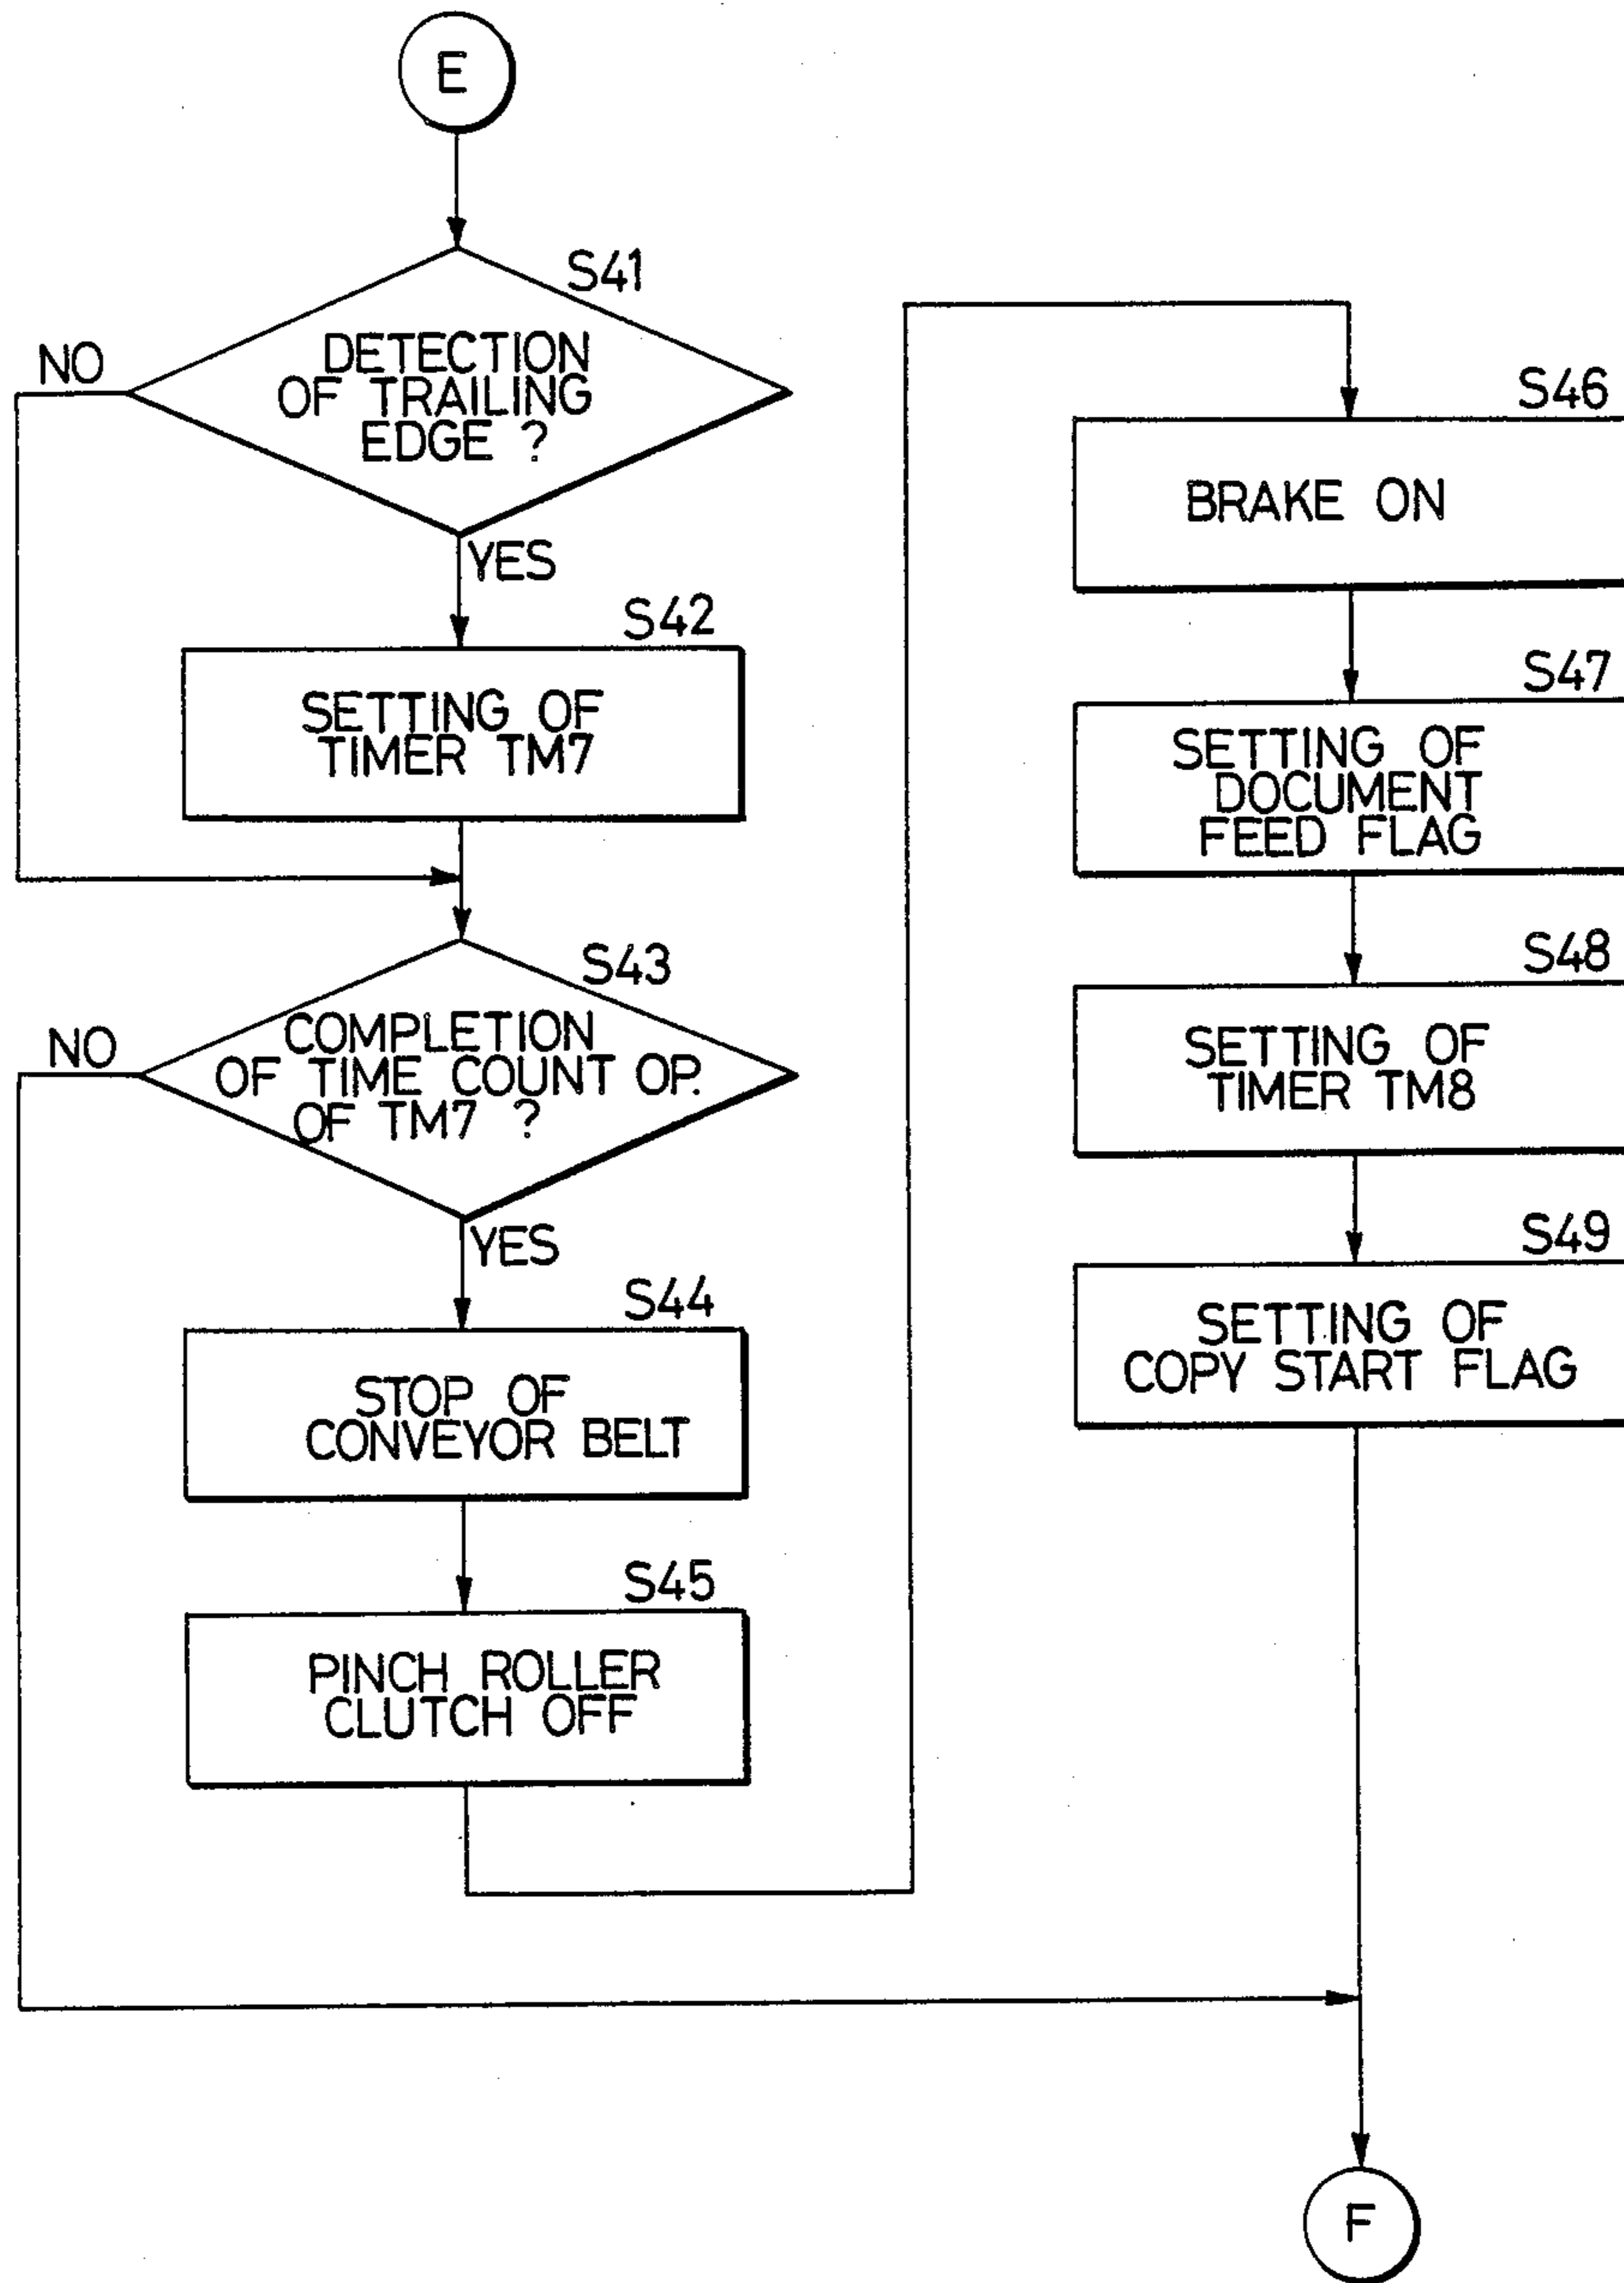 E
S41
DETECTION
OF TRAILING
EDGE ?
NO
YES
S42
SETTING OF
TIMER TM7
S43
COMPLETION
OF TIME COUNT OP.
OF TM7 ?
NO
YES
S44
STOP OF
CONVEYOR BELT
S45
PINCH ROLLER
CLUTCH OFF
S46
BRAKE ON
S47
SETTING OF
DOCUMENT
FEED FLAG
S48
SETTING OF
TIMER TM8
S49
SETTING OF
COPY START FLAG
F